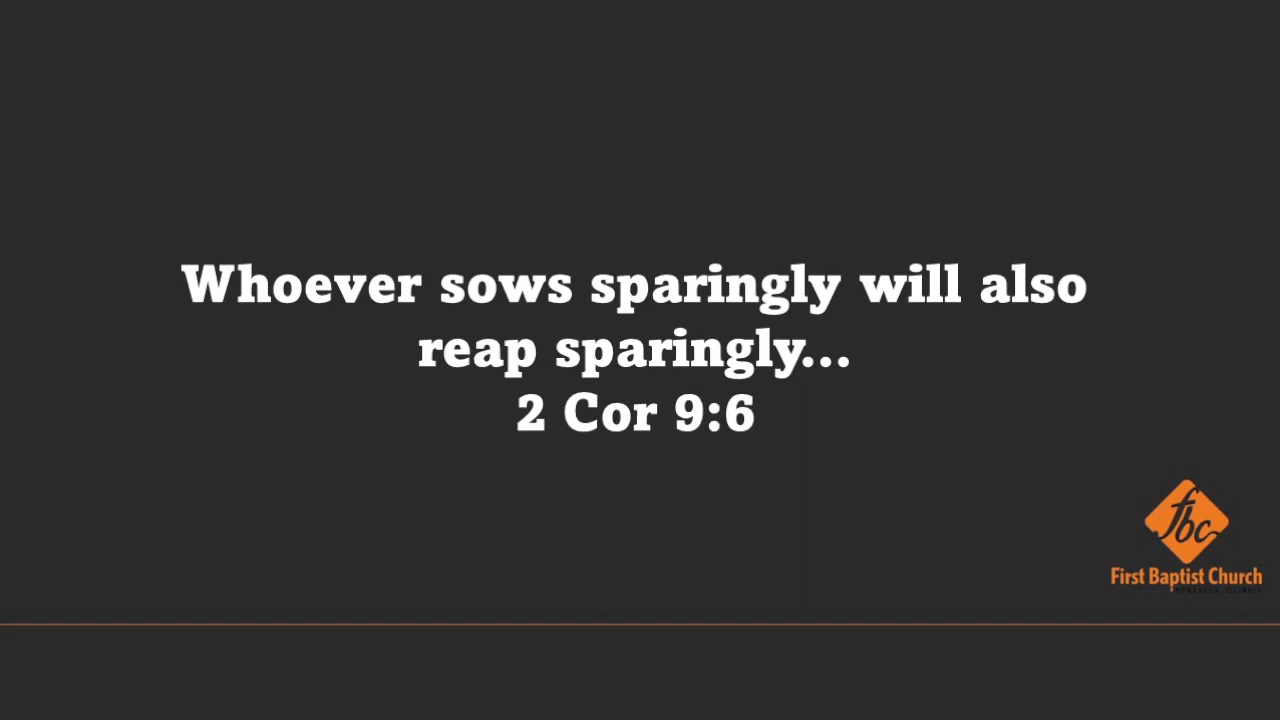 Whoever sows sparingly will also
reap sparingly...
2 Cor 9:6
fbc
First Baptist Church